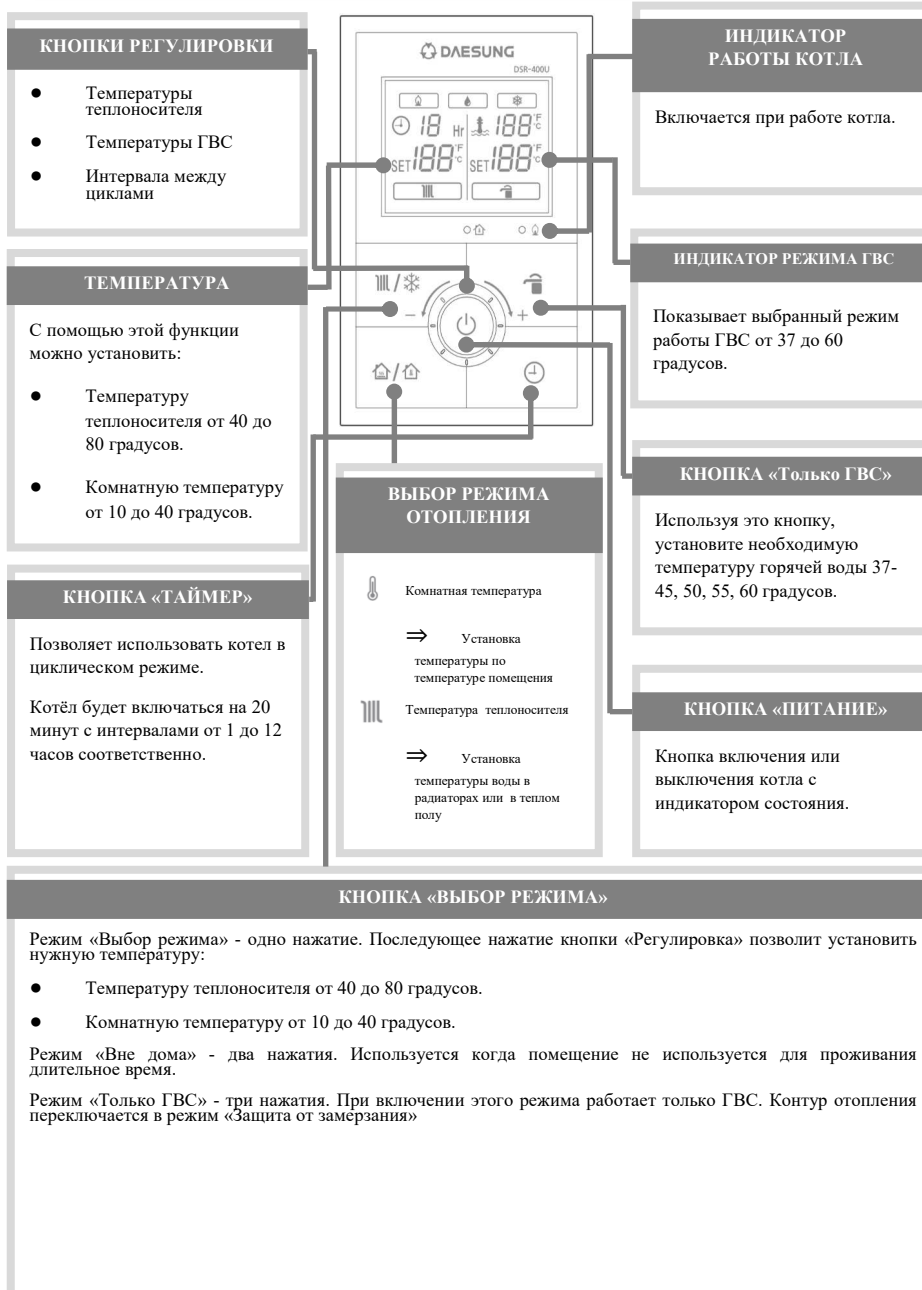 КНОПКИ РЕГУЛИРОВКИ
● Температуры
теплоносителя
● Температуры ГВС
● Интервала между
циклами
ТЕМПЕРАТУРА
С помощью этой функции
можно установить:
● Температуру
теплоносителя от 40 до
80 градусов.
● Комнатную температуру
от 10 до 40 градусов.
КНОПКА «ТАЙМЕР»
Позволяет использовать котел в
циклическом режиме.
Котёл будет включаться на 20
минут с интервалами от 1 до 12
часов соответственно.
DAESUNG
DSR-400U
18 Hr 188 °F °C
SET 188 °F °C SET 188 °F °C
/
− +
/
ВЫБОР РЕЖИМА
ОТОПЛЕНИЯ
Комнатная температура
⇒ Установка
температуры по
температуре помещения
Температура теплоносителя
⇒ Установка
температуры воды в
радиаторах или в теплом
полу
ИНДИКАТОР
РАБОТЫ КОТЛА
Включается при работе котла.
ИНДИКАТОР РЕЖИМА ГВС
Показывает выбранный режим
работы ГВС от 37 до 60
градусов.
КНОПКА «Только ГВС»
Используя это кнопку,
установите необходимую
температуру горячей воды 37-
45, 50, 55, 60 градусов.
КНОПКА «ПИТАНИЕ»
Кнопка включения или
выключения котла с
индикатором состояния.
КНОПКА «ВЫБОР РЕЖИМА»
Режим «Выбор режима» - одно нажатие. Последующее нажатие кнопки «Регулировка» позволит установить
нужную температуру:
● Температуру теплоносителя от 40 до 80 градусов.
● Комнатную температуру от 10 до 40 градусов.
Режим «Вне дома» - два нажатия. Используется когда помещение не используется для проживания
длительное время.
Режим «Только ГВС» - три нажатия. При включении этого режима работает только ГВС. Контур отопления
переключается в режим «Защита от замерзания»